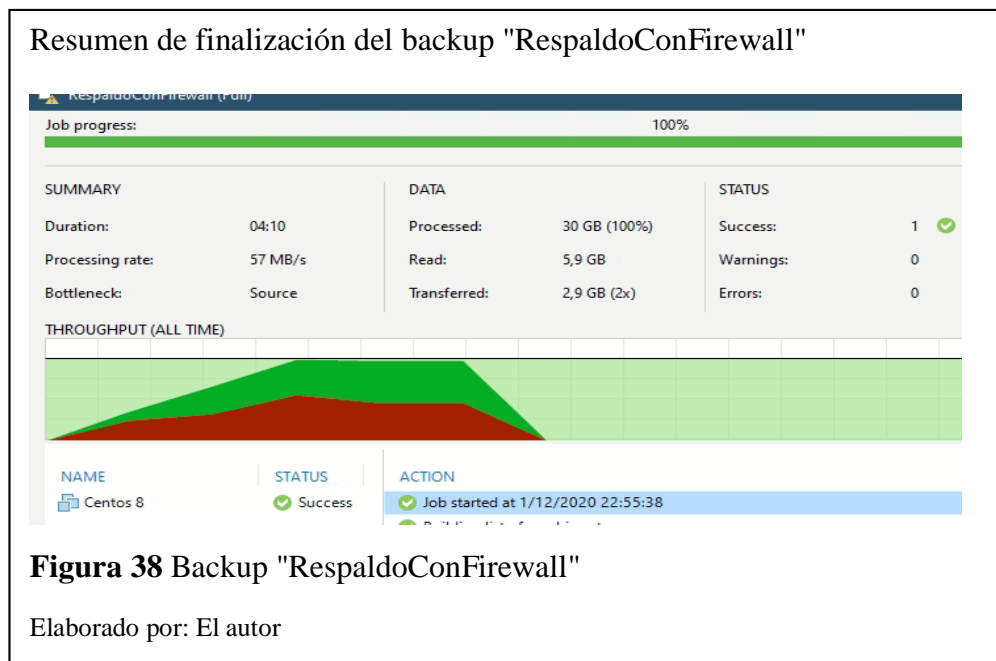 Resumen de finalización del backup "RespaldoConFirewall"
RespaldoConFirewall (Full)
Job progress: 100%
SUMMARY DATA STATUS
Duration: 04:10 Processed: 30 GB (100%) Success: 1
Processing rate: 57 MB/s Read: 5,9 GB Warnings: 0
Bottleneck: Source Transferred: 2,9 GB (2x) Errors: 0
THROUGHPUT (ALL TIME)
NAME STATUS ACTION
Centos 8 Success Job started at 1/12/2020 22:55:38
Figura 38 Backup "RespaldoConFirewall"
Elaborado por: El autor